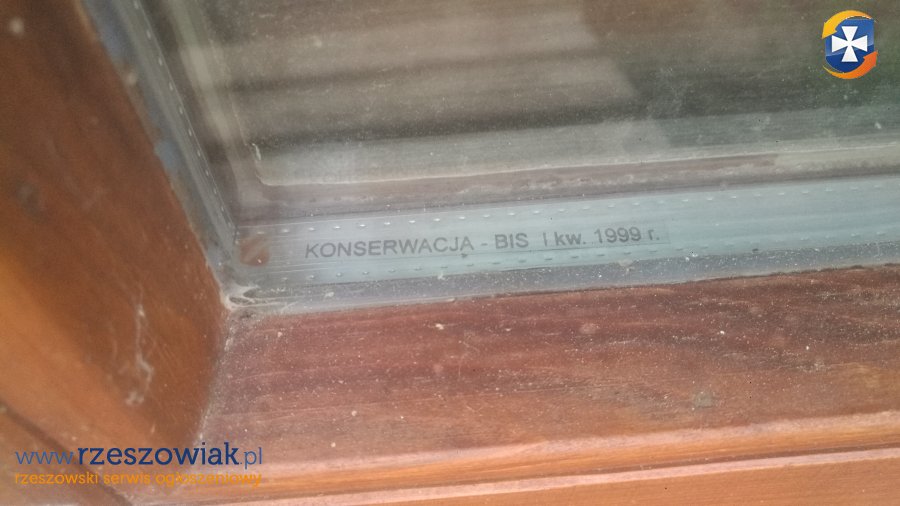 KONSERWACJA - BIS I kw. 1999 r.
www.rzeszowiak.pl
rzeszowski serwis ogłoszeniowy